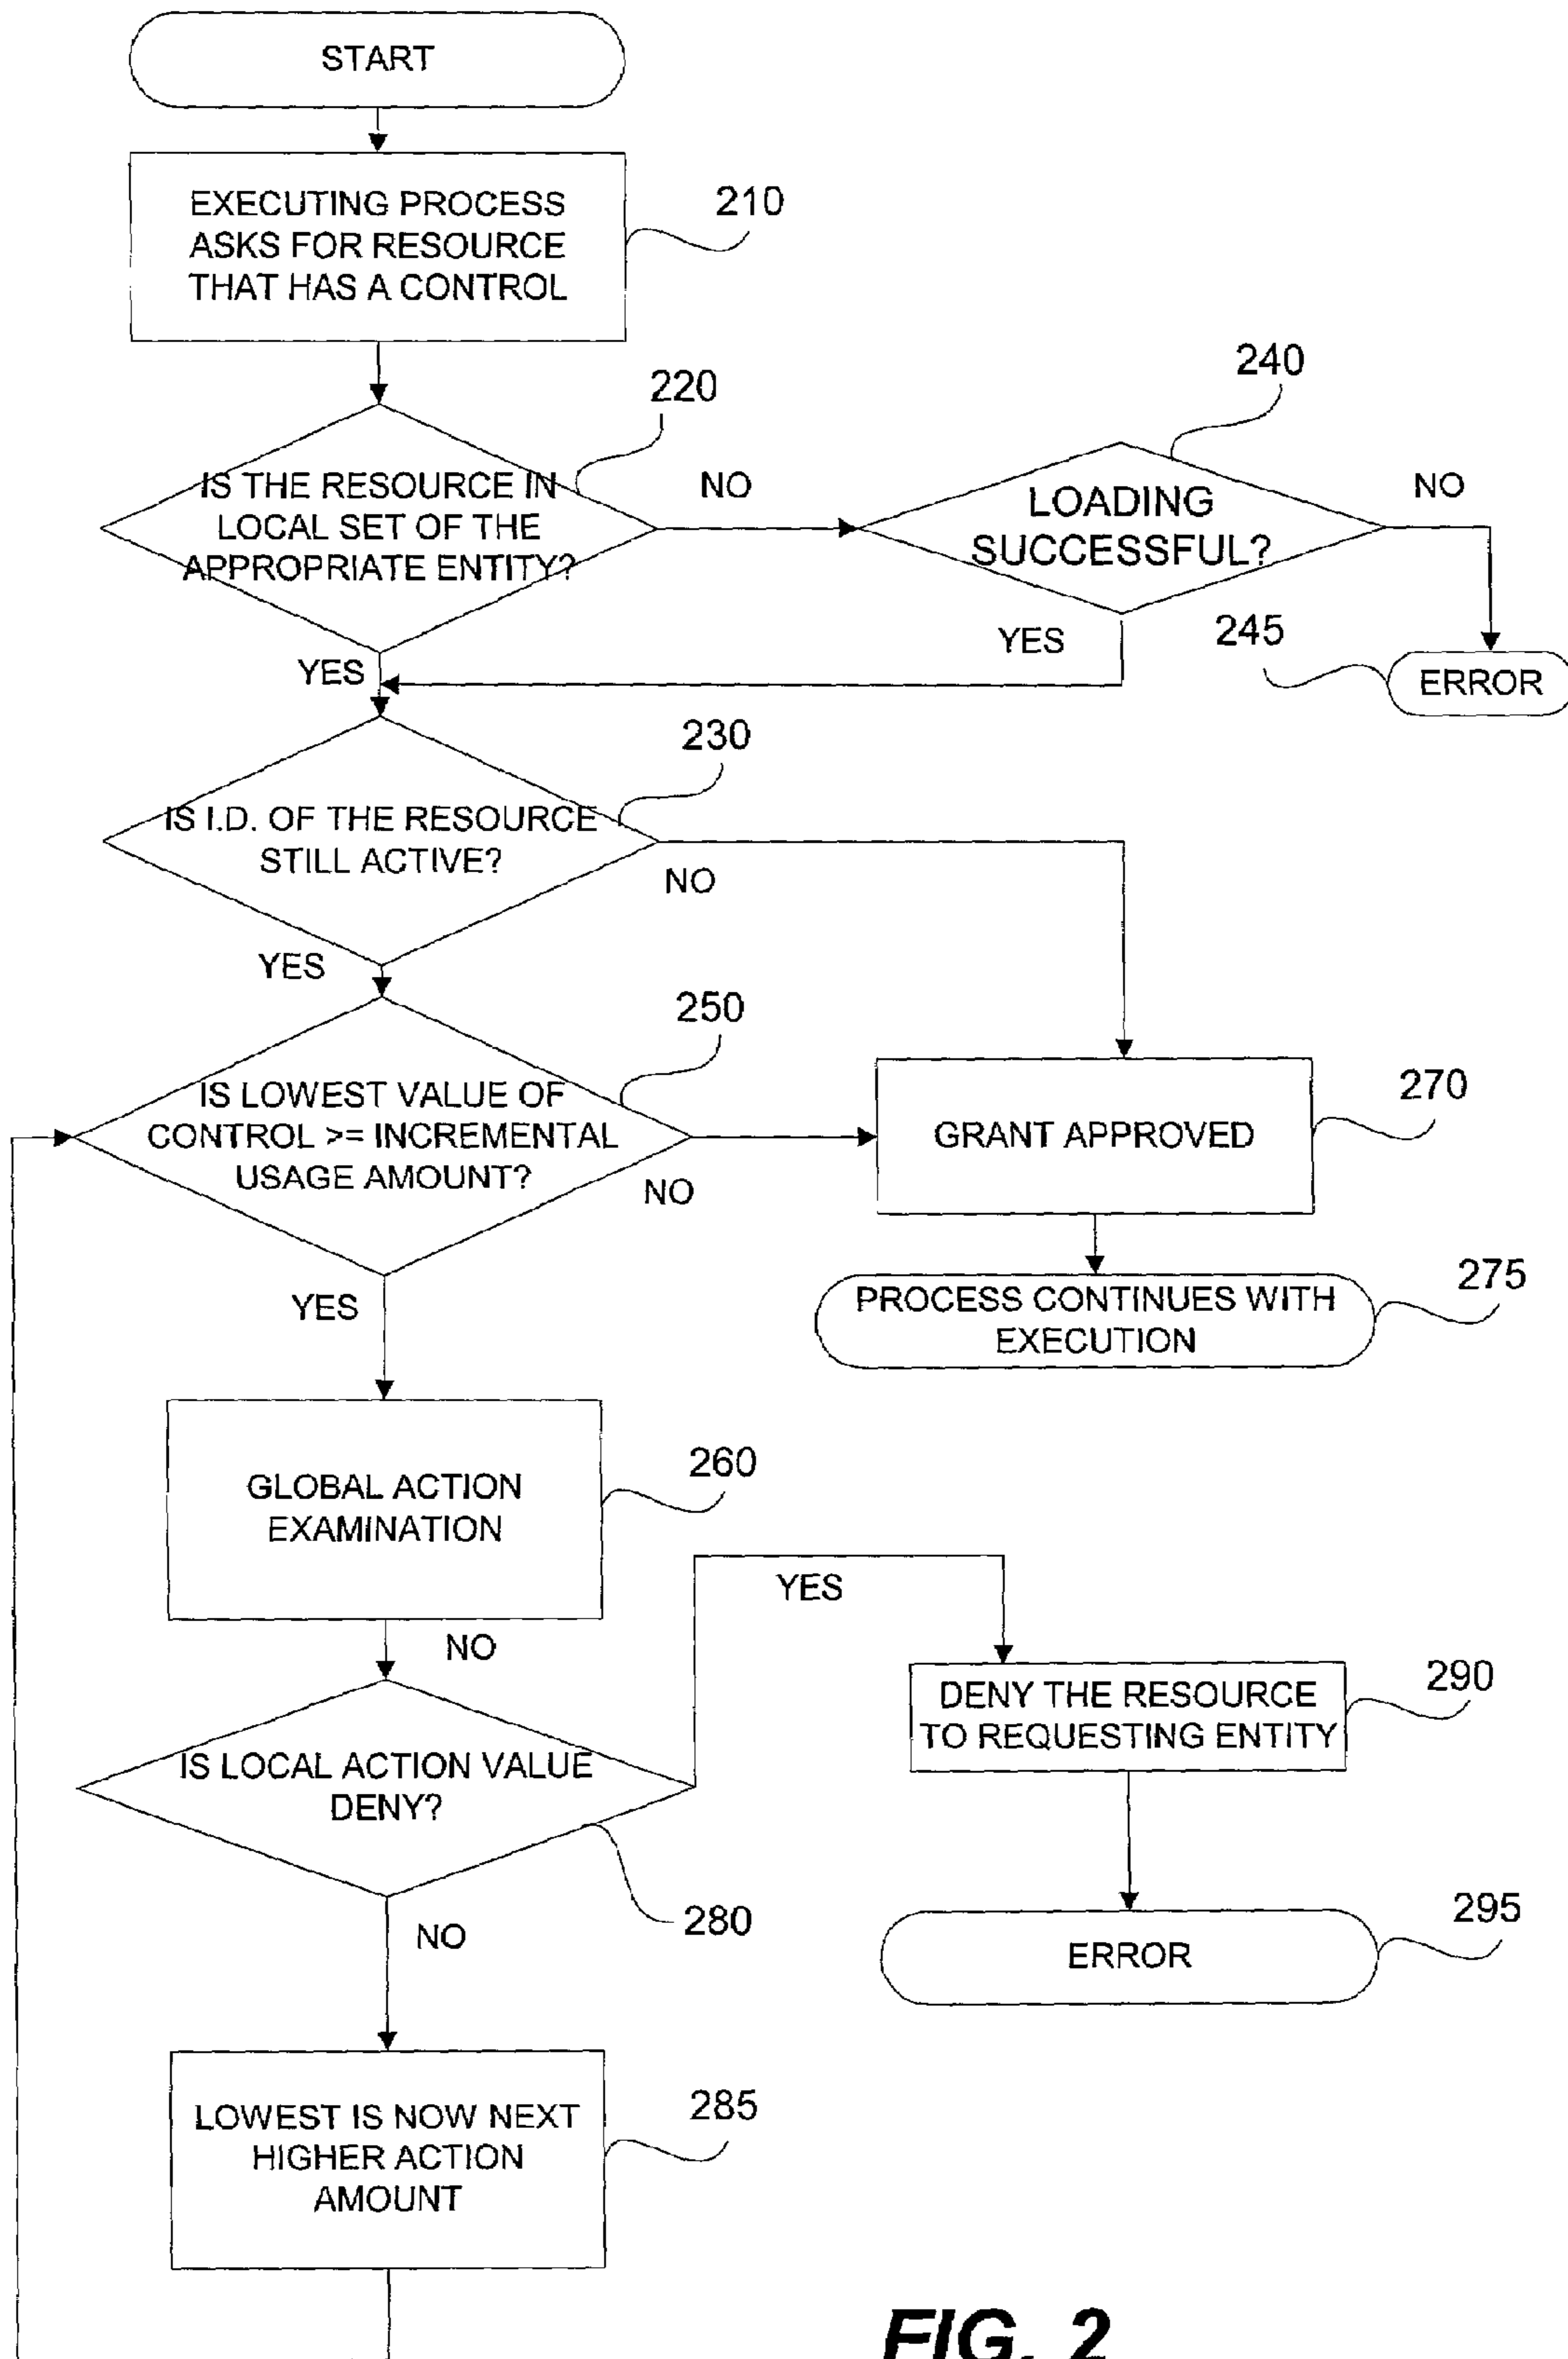 START
EXECUTING PROCESS
ASKS FOR RESOURCE
THAT HAS A CONTROL
210
220
IS THE RESOURCE IN
LOCAL SET OF THE
APPROPRIATE ENTITY?
NO
240
LOADING
SUCCESSFUL?
NO
YES
YES
245
ERROR
230
IS I.D. OF THE RESOURCE
STILL ACTIVE?
NO
YES
250
IS LOWEST VALUE OF
CONTROL >= INCREMENTAL
USAGE AMOUNT?
NO
YES
GRANT APPROVED
270
PROCESS CONTINUES WITH
EXECUTION
275
GLOBAL ACTION
EXAMINATION
260
NO
YES
IS LOCAL ACTION VALUE
DENY?
280
NO
DENY THE RESOURCE
TO REQUESTING ENTITY
290
ERROR
295
LOWEST IS NOW NEXT
HIGHER ACTION
AMOUNT
285
FIG. 2